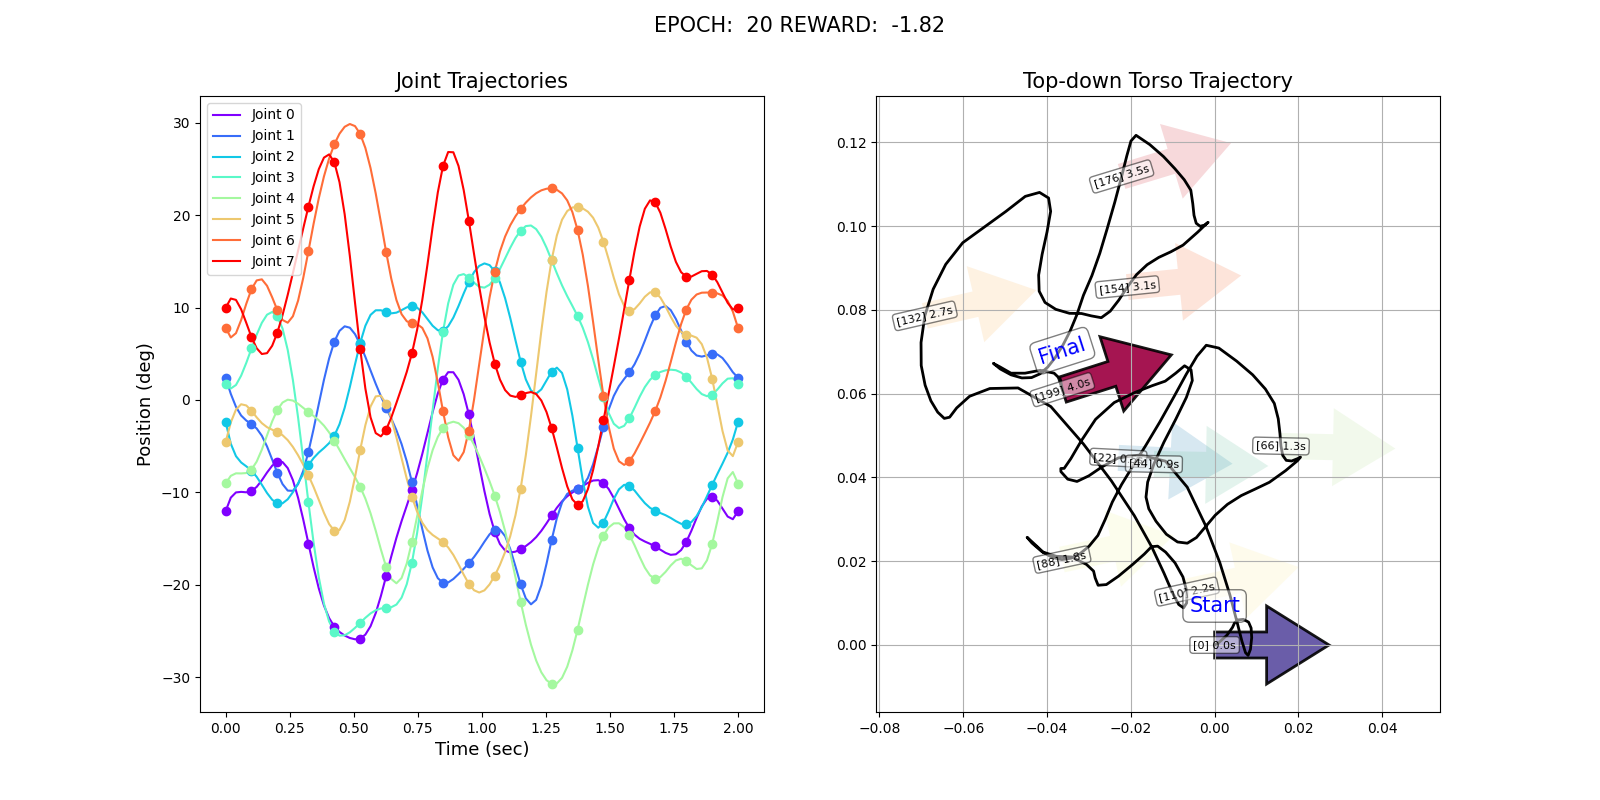 EPOCH:  20 REWARD:  -1.82
Joint Trajectories
Joint 0
Joint 1
Joint 2
Joint 3
Joint 4
Joint 5
Joint 6
Joint 7
30
20
10
0
−10
−20
−30
Position (deg)
0.00 0.25 0.50 0.75 1.00 1.25 1.50 1.75 2.00
Time (sec)
Top-down Torso Trajectory
0.12
0.10
0.08
0.06
0.04
0.02
0.00
−0.08 −0.06 −0.04 −0.02 0.00 0.02 0.04
[176] 3.5s
[154] 3.1s
[132] 2.7s
Final
[199] 4.0s
[66] 1.3s
[22] 0.
[44] 0.9s
[88] 1.8s
[110] 2.2s
Start
[0] 0.0s